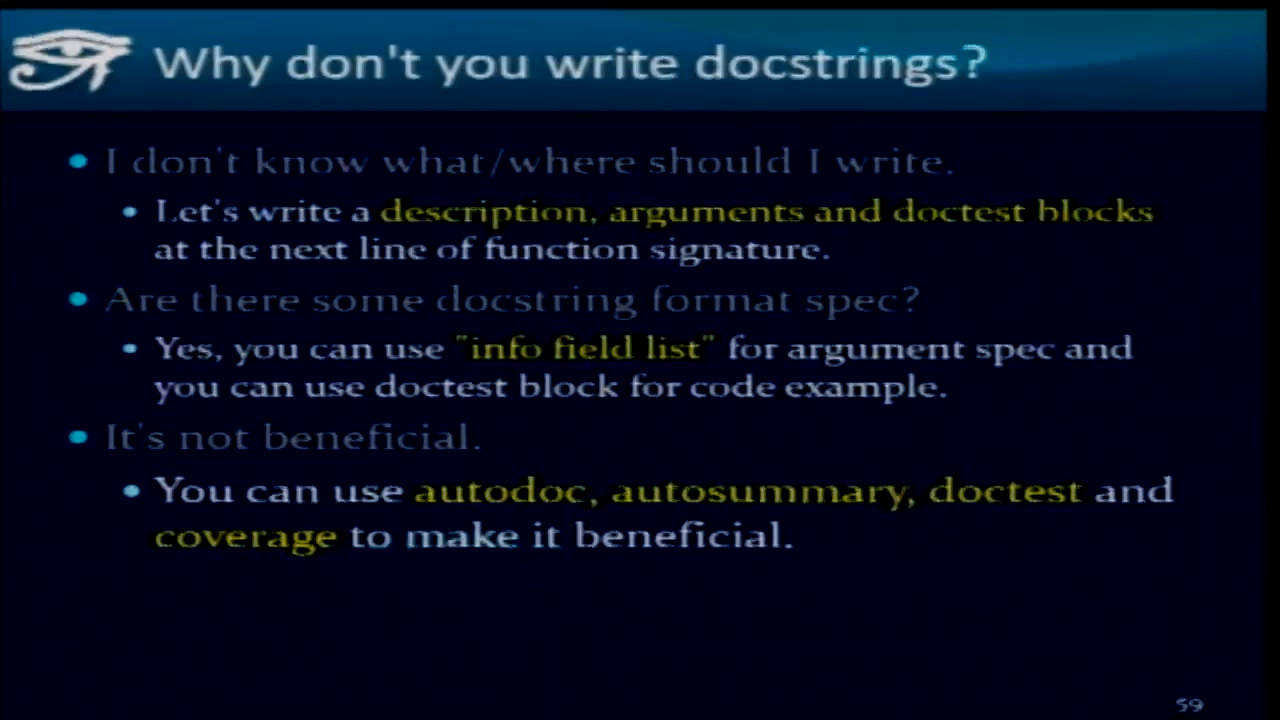 Why don't you write docstrings?
• I don't know what/where should I write.
• Let's write a description, arguments and doctest blocks
at the next line of function signature.
• Are there some docstring format spec?
• Yes, you can use "info field list" for argument spec and
you can use doctest block for code example.
• It's not beneficial.
• You can use autodoc, autosummary, doctest and
coverage to make it beneficial.
59